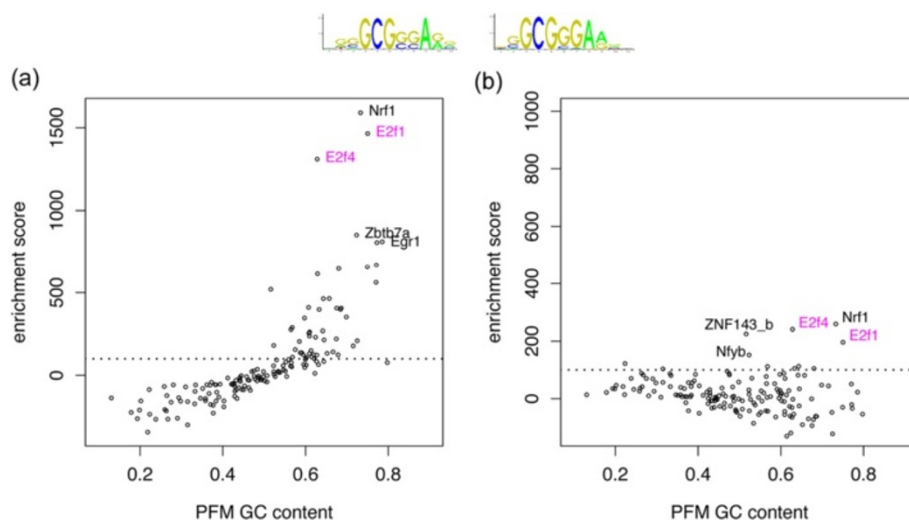 GCGGGA GCGGGAA
(a) (b)
Nrf1
E2f1
E2f4
Zbtb7a
Egr1
enrichment score
1500
1000
500
0
0.2 0.4 0.6 0.8
PFM GC content
ZNF143_b
E2f4
Nrf1
E2f1
Nfyb
enrichment score
1000
800
600
400
200
0
0.2 0.4 0.6 0.8
PFM GC content